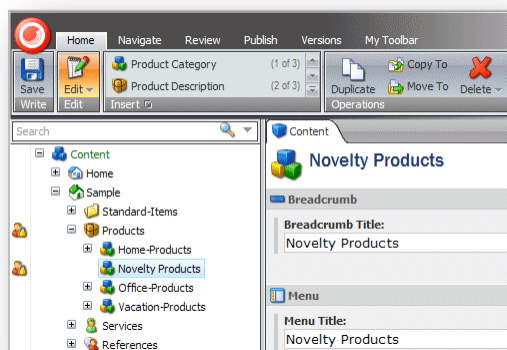 Home Navigate Review Publish Versions My Toolbar
Save
Write
Edit
Edit
Product Category (1 of 3)
Product Description (2 of 3)
Insert
Duplicate
Copy To
Move To
Delete
Operations
Search
Content
Home
Sample
Standard-Items
Products
Home-Products
Novelty Products
Office-Products
Vacation-Products
Services
References
Content
Novelty Products
Breadcrumb
Breadcrumb Title:
Novelty Products
Menu
Menu Title:
Novelty Products